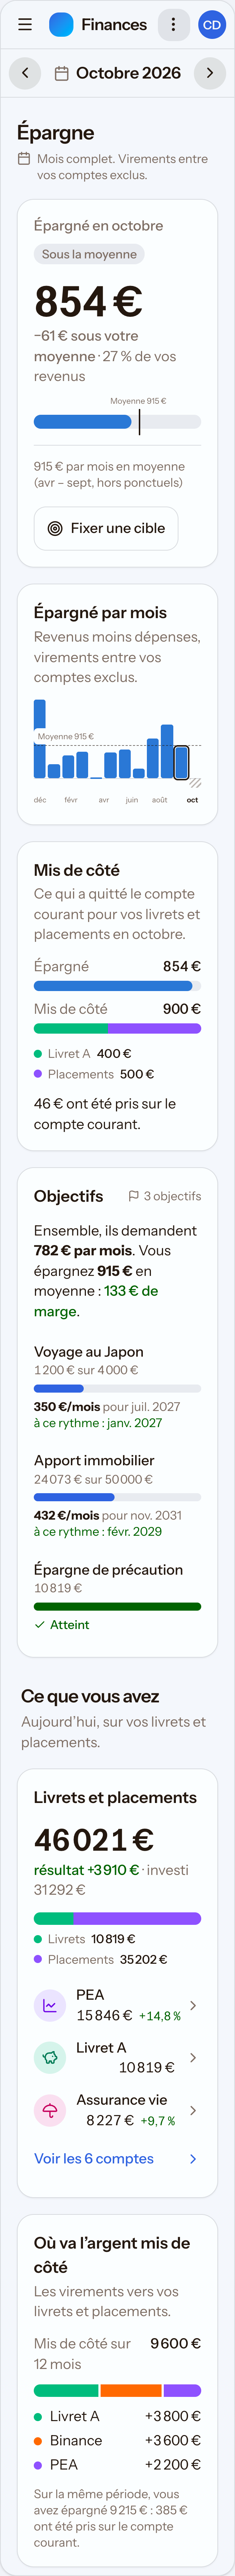 Finances
CD
Octobre 2026
Épargne
Mois complet. Virements entre
vos comptes exclus.
Épargné en octobre
Sous la moyenne
854 €
−61 € sous votre
moyenne · 27 % de vos
revenus
Moyenne 915 €
915 € par mois en moyenne
(avr – sept, hors ponctuels)
Fixer une cible
Épargné par mois
Revenus moins dépenses,
virements entre vos
comptes exclus.
Moyenne 915 €
déc févr avr juin août oct
Mis de côté
Ce qui a quitté le compte
courant pour vos livrets et
placements en octobre.
Épargné 854 €
Mis de côté 900 €
Livret A 400 €
Placements 500 €
46 € ont été pris sur le
compte courant.
Objectifs 3 objectifs
Ensemble, ils demandent
782 € par mois. Vous
épargnez 915 € en
moyenne : 133 € de
marge.
Voyage au Japon
1 200 € sur 4 000 €
350 €/mois pour juil. 2027
à ce rythme : janv. 2027
Apport immobilier
24 073 € sur 50 000 €
432 €/mois pour nov. 2031
à ce rythme : févr. 2029
Épargne de précaution
10 819 €
Atteint
Ce que vous avez
Aujourd’hui, sur vos livrets et
placements.
Livrets et placements
46 021 €
résultat +3 910 € · investi
31 292 €
Livrets 10 819 €
Placements 35 202 €
PEA
15 846 € +14,8 %
Livret A
10 819 €
Assurance vie
8 227 € +9,7 %
Voir les 6 comptes
Où va l’argent mis de
côté
Les virements vers vos
livrets et placements.
Mis de côté sur 9 600 €
12 mois
Livret A +3 800 €
Binance +3 600 €
PEA +2 200 €
Sur la même période, vous
avez épargné 9 215 € : 385 €
ont été pris sur le compte
courant.